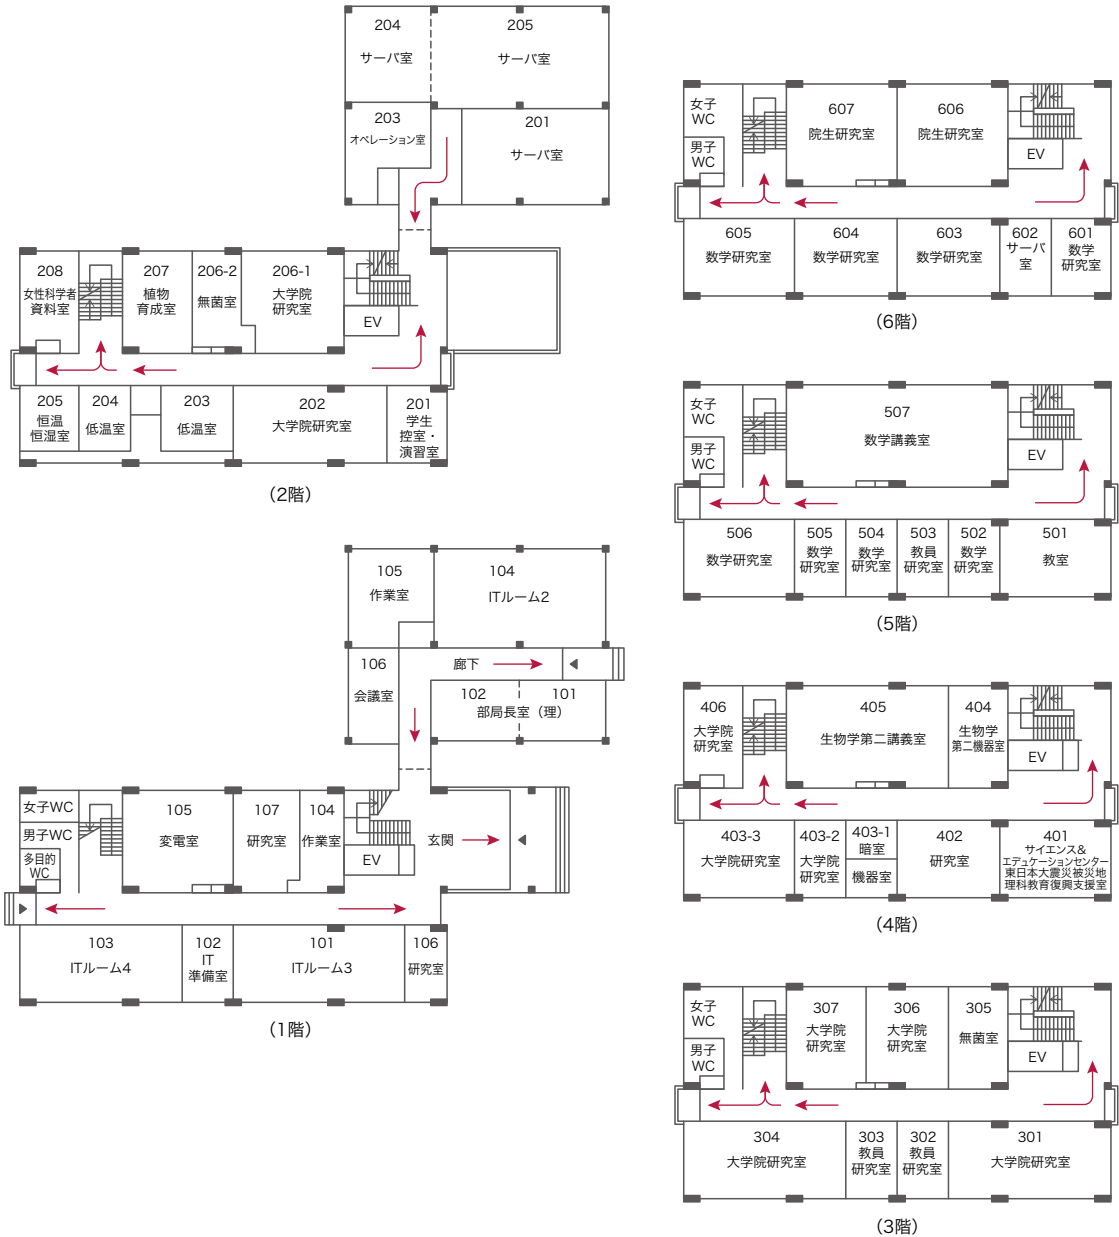 204
サーバ室
205
サーバ室
203
オペレーション室
201
サーバ室
208
女性科学者
資料室
207
植物
育成室
206-2
無菌室
206-1
大学院
研究室
EV
205
恒温
恒湿室
204
低温室
203
低温室
202
大学院研究室
201
学生
控室・
演習室
(2階)
105
作業室
104
ITルーム2
106
会議室
廊下
102
101
部局長室（理）
女子WC
男子WC
多目的
WC
105
変電室
107
研究室
104
作業室
EV
玄関
103
ITルーム4
102
IT
準備室
101
ITルーム3
106
研究室
(1階)
女子
WC
男子
WC
607
院生研究室
606
院生研究室
EV
605
数学研究室
604
数学研究室
603
数学研究室
602
サーバ
室
601
数学
研究室
(6階)
女子
WC
男子
WC
507
数学講義室
EV
506
数学研究室
505
数学
研究室
504
数学
研究室
503
教員
研究室
502
数学
研究室
501
教室
(5階)
406
大学院
研究室
405
生物学第二講義室
404
生物学
第二機器室
EV
403-3
大学院研究室
403-2
大学院
研究室
403-1
暗室
機器室
402
研究室
401
サイエンス&
エデュケーションセンター
東日本大震災被災地
理科教育復興支援室
(4階)
女子
WC
男子
WC
307
大学院
研究室
306
大学院
研究室
305
無菌室
EV
304
大学院研究室
303
教員
研究室
302
教員
研究室
301
大学院研究室
(3階)